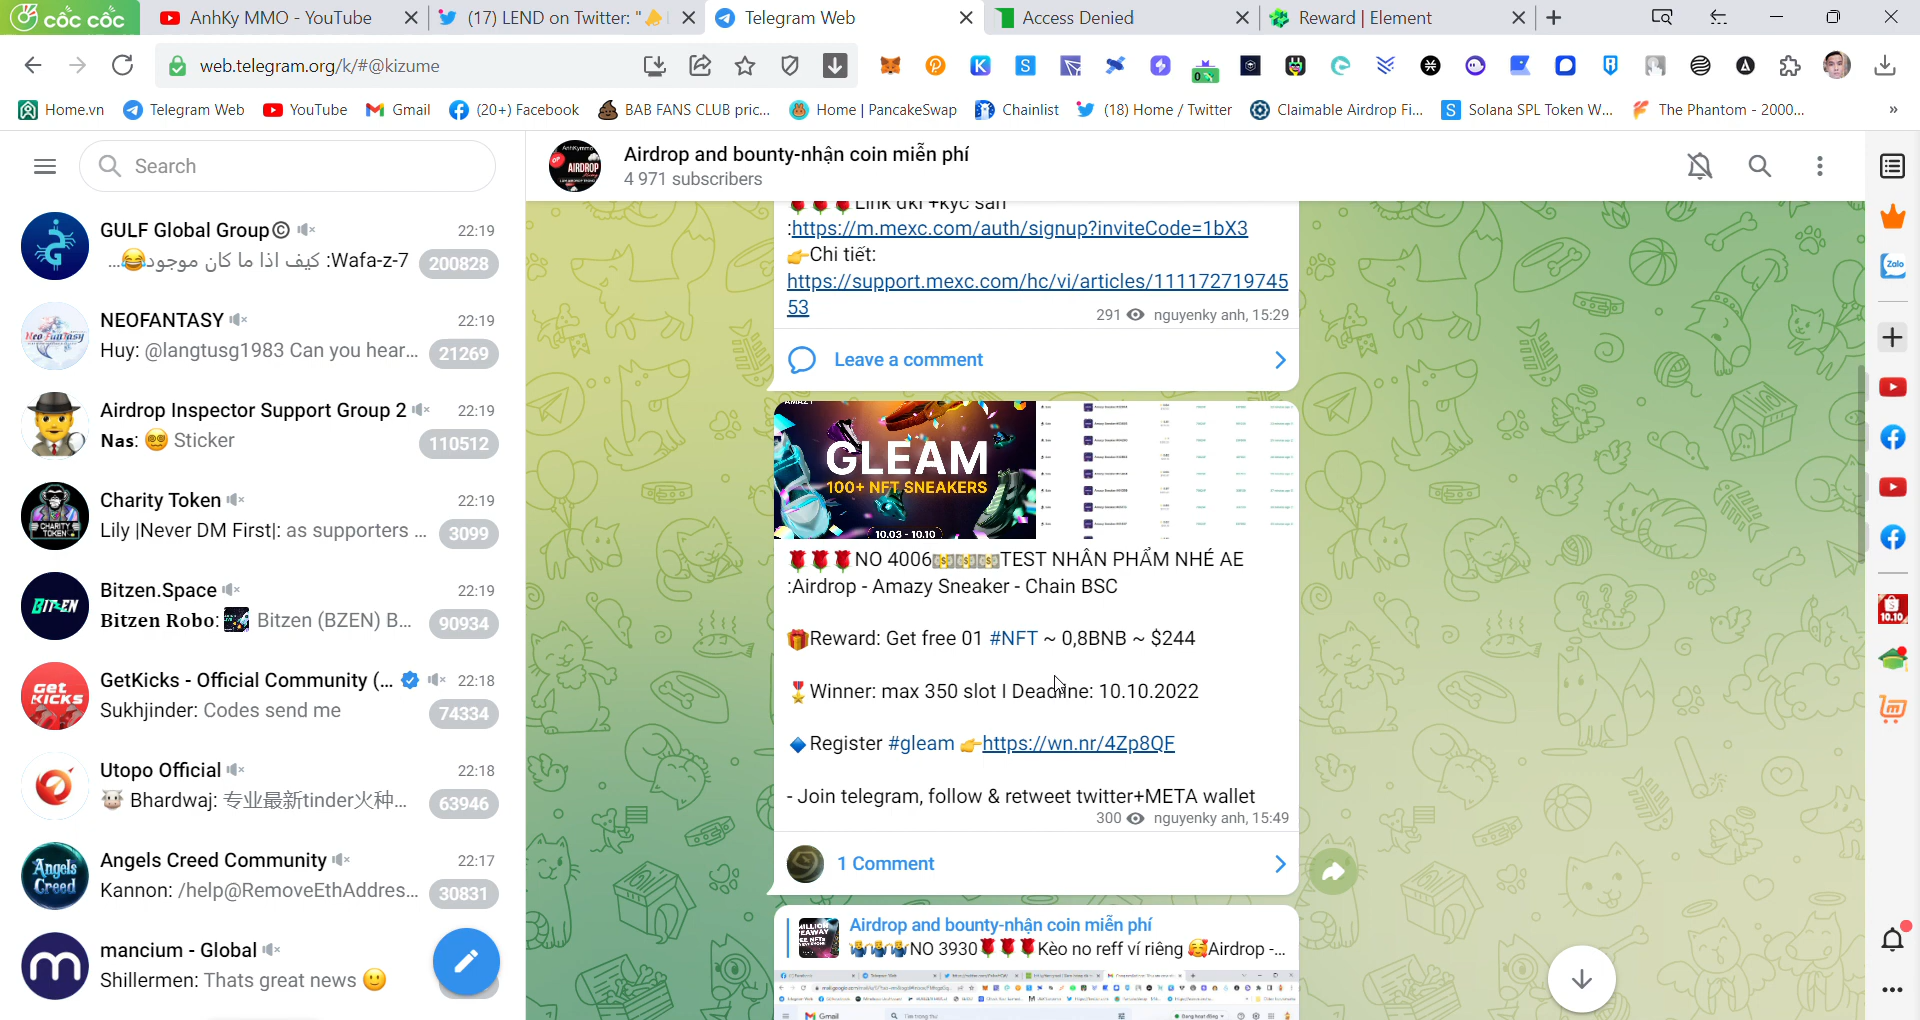 cốc cốc
AnhKy MMO - YouTube
(17) LEND on Twitter: "
Telegram Web
Access Denied
Reward | Element
web.telegram.org/k/#@kizume
Home.vn
Telegram Web
YouTube
Gmail
(20+) Facebook
BAB FANS CLUB pric...
Home | PancakeSwap
Chainlist
(18) Home / Twitter
Claimable Airdrop Fi...
Solana SPL Token W...
The Phantom - 2000...
»
Search
GULF Global Group© 22:19
Wafa-z-7: كيف اذا ما كان موجود😂... 200828
NEOFANTASY 22:19
Huy: @langtusg1983 Can you hear... 21269
Airdrop Inspector Support Group 2 22:19
Nas: 😵‍💫 Sticker 110512
Charity Token 22:19
Lily |Never DM First|: as supporters ... 3099
Bitzen.Space 22:19
Bitzen Robo: Bitzen (BZEN) B... 90934
GetKicks - Official Community (... 22:18
Sukhjinder: Codes send me 74334
Utopo Official 22:18
🐮 Bhardwaj: 专业最新tinder火种... 63946
Angels Creed Community 22:17
Kannon: /help@RemoveEthAddres... 30831
mancium - Global
Shillermen: Thats great news 🙂
Airdrop and bounty-nhận coin miễn phí
4 971 subscribers
🌹🌹🌹Link đkí +kyc sàn
:https://m.mexc.com/auth/signup?inviteCode=1bX3
👉Chi tiết:
https://support.mexc.com/hc/vi/articles/111172719745
53
291 nguyenky anh, 15:29
Leave a comment
GLEAM
100+ NFT SNEAKERS
10.03 - 10.10
🌹🌹🌹NO 4006💵💵💵TEST NHÂN PHẨM NHÉ AE
:Airdrop - Amazy Sneaker - Chain BSC
🎁Reward: Get free 01 #NFT ~ 0,8BNB ~ $244
🎖Winner: max 350 slot I Deadline: 10.10.2022
🔹Register #gleam 👉https://wn.nr/4Zp8QF
- Join telegram, follow & retweet twitter+META wallet
300 nguyenky anh, 15:49
1 Comment
Airdrop and bounty-nhận coin miễn phí
NO 3930🌹🌹🌹Kèo no reff ví riêng 🥰Airdrop -...
Gmail
Zalo
10.10